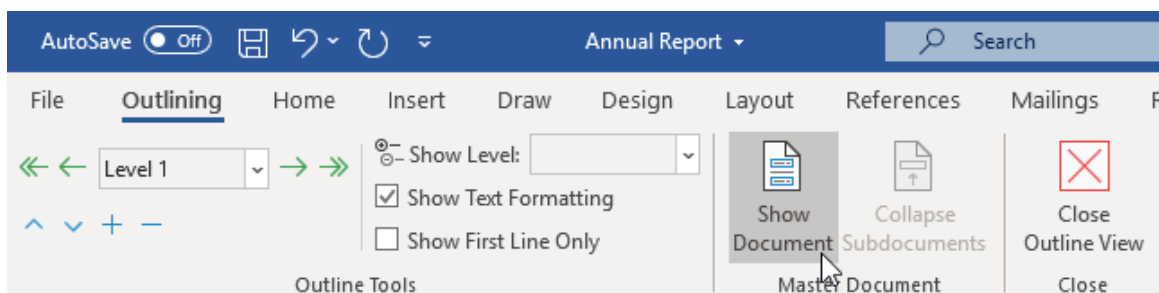 AutoSave Off Annual Report Search
File Outlining Home Insert Draw Design Layout References Mailings
Level 1 Show Level:
Show Text Formatting
Show First Line Only
Show Document
Collapse Subdocuments
Close Outline View
Outline Tools Master Document Close